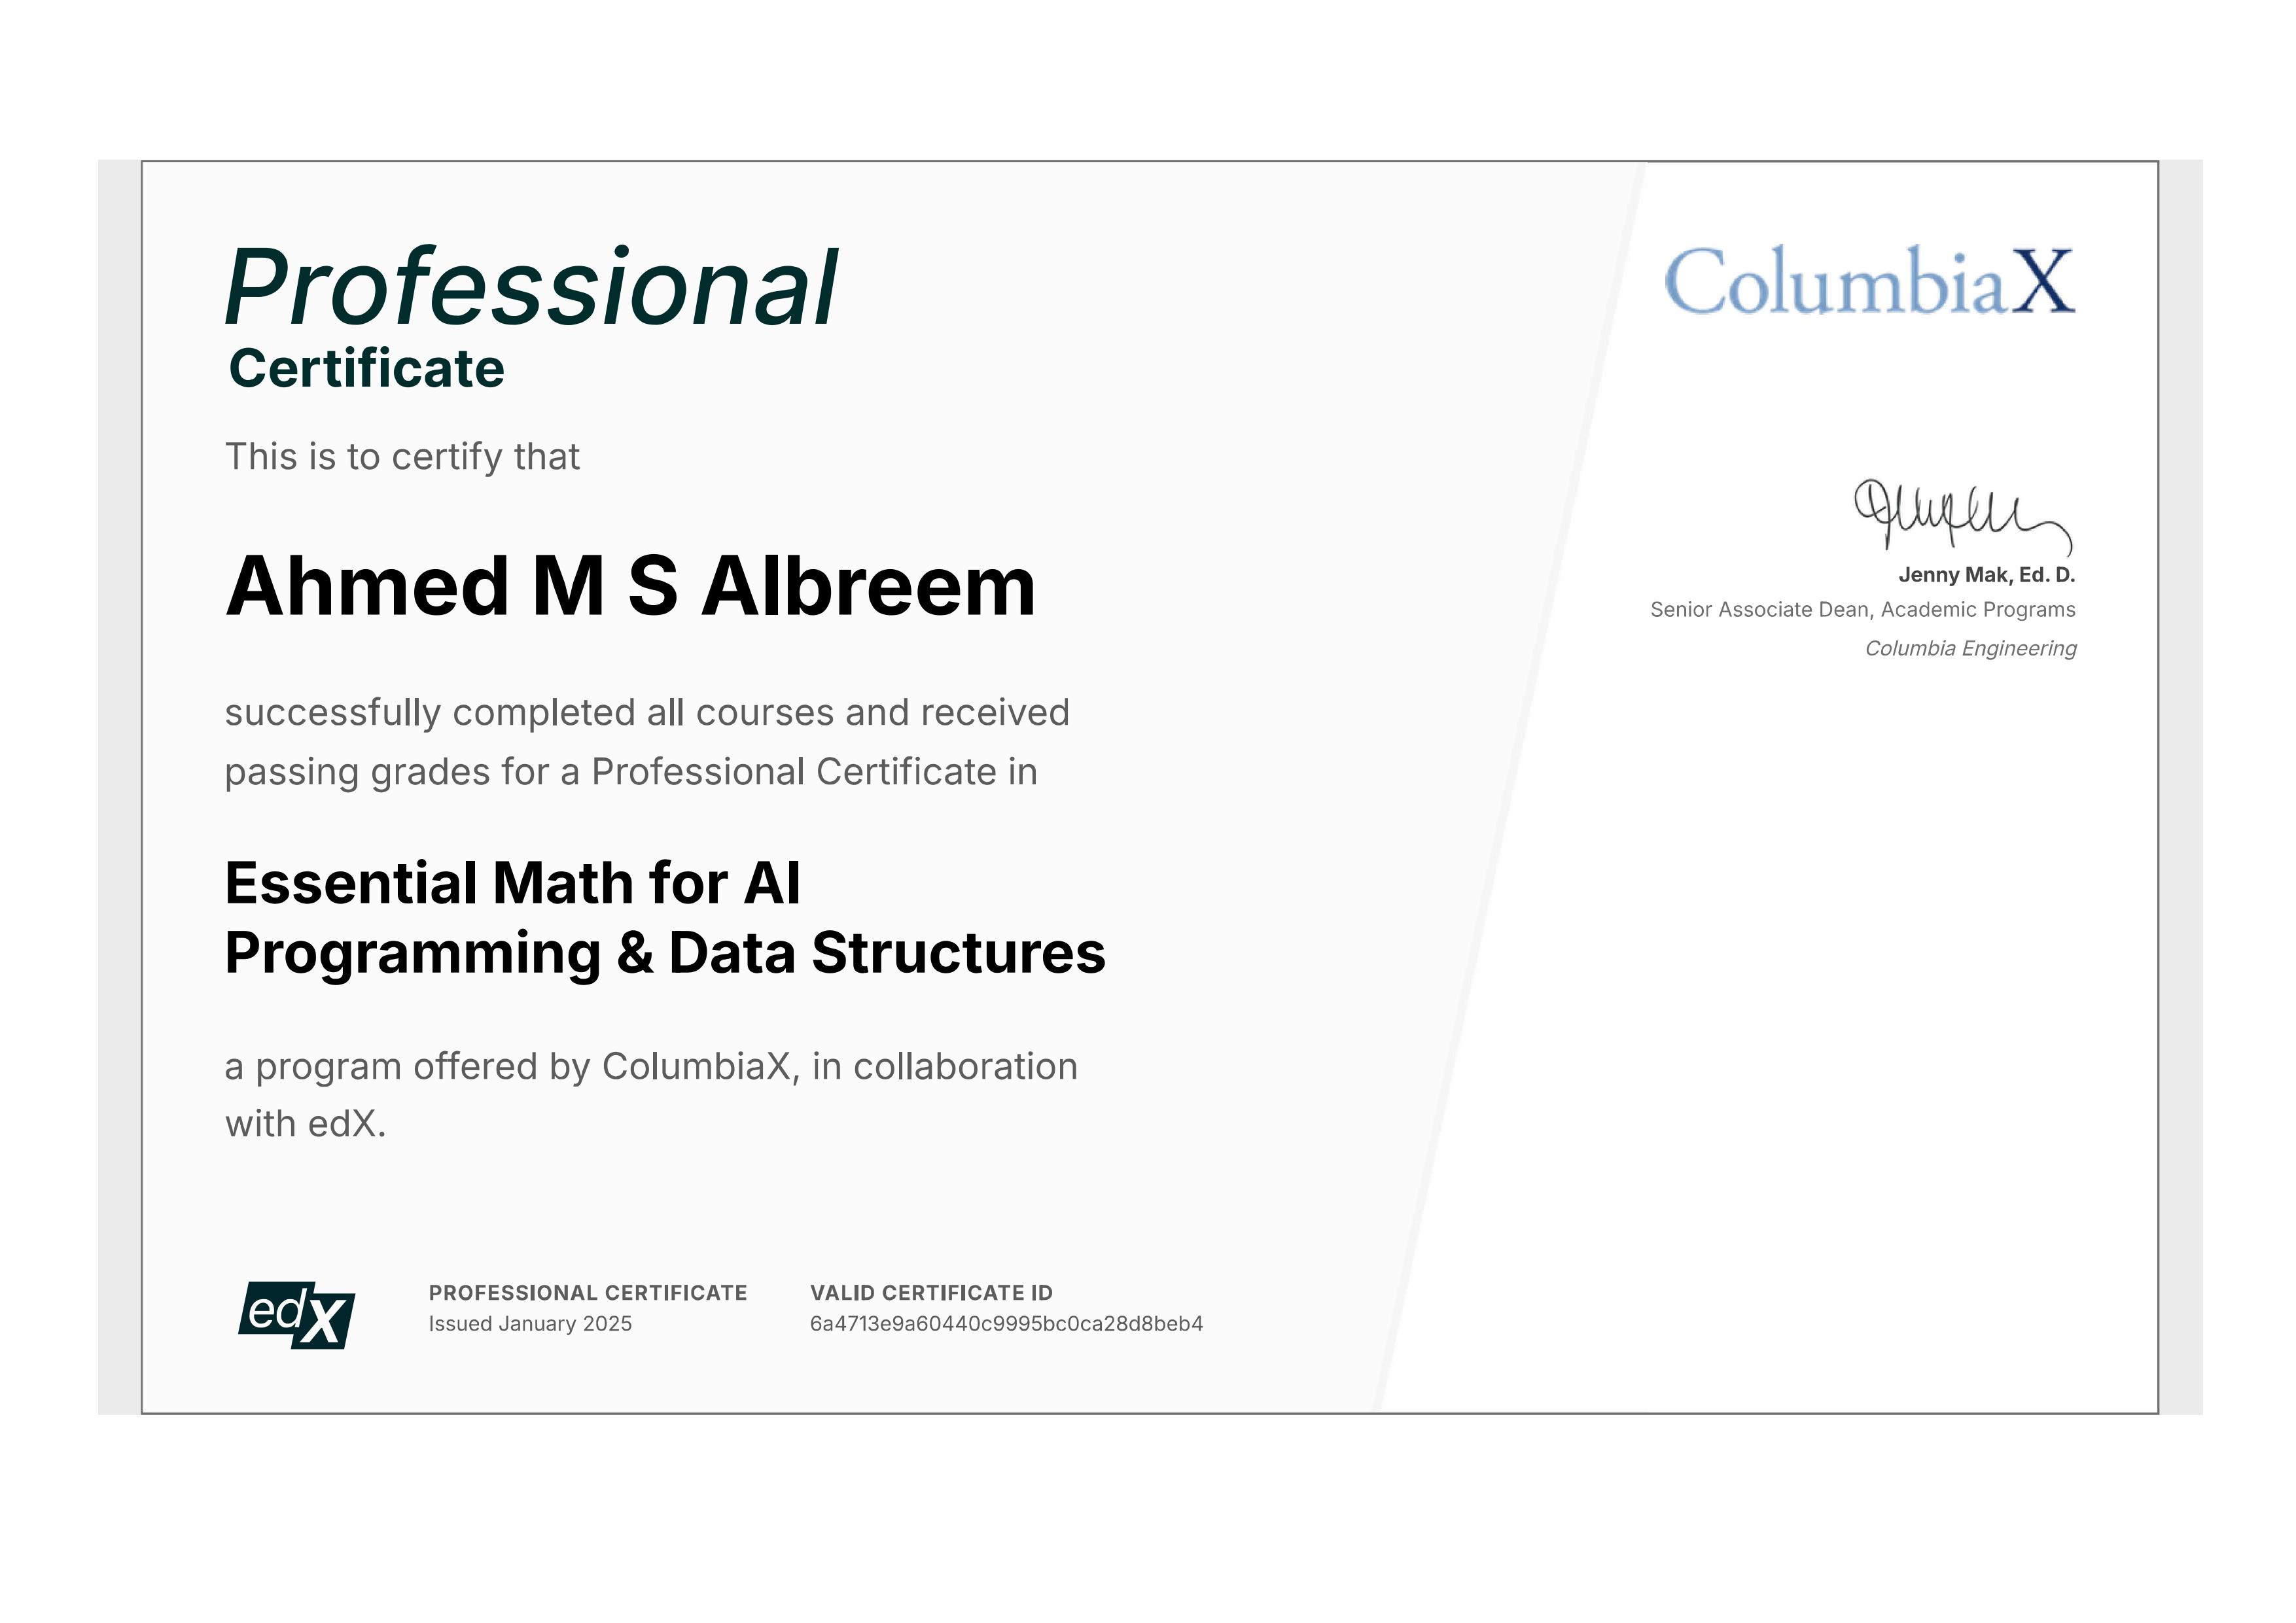 Professional
Certificate
This is to certify that
Ahmed M S Albreem
successfully completed all courses and received
passing grades for a Professional Certificate in
Essential Math for AI
Programming & Data Structures
a program offered by ColumbiaX, in collaboration
with edX.
edX
PROFESSIONAL CERTIFICATE
Issued January 2025
VALID CERTIFICATE ID
6a4713e9a60440c9995bc0ca28d8beb4
ColumbiaX
Jenny Mak, Ed. D.
Senior Associate Dean, Academic Programs
Columbia Engineering